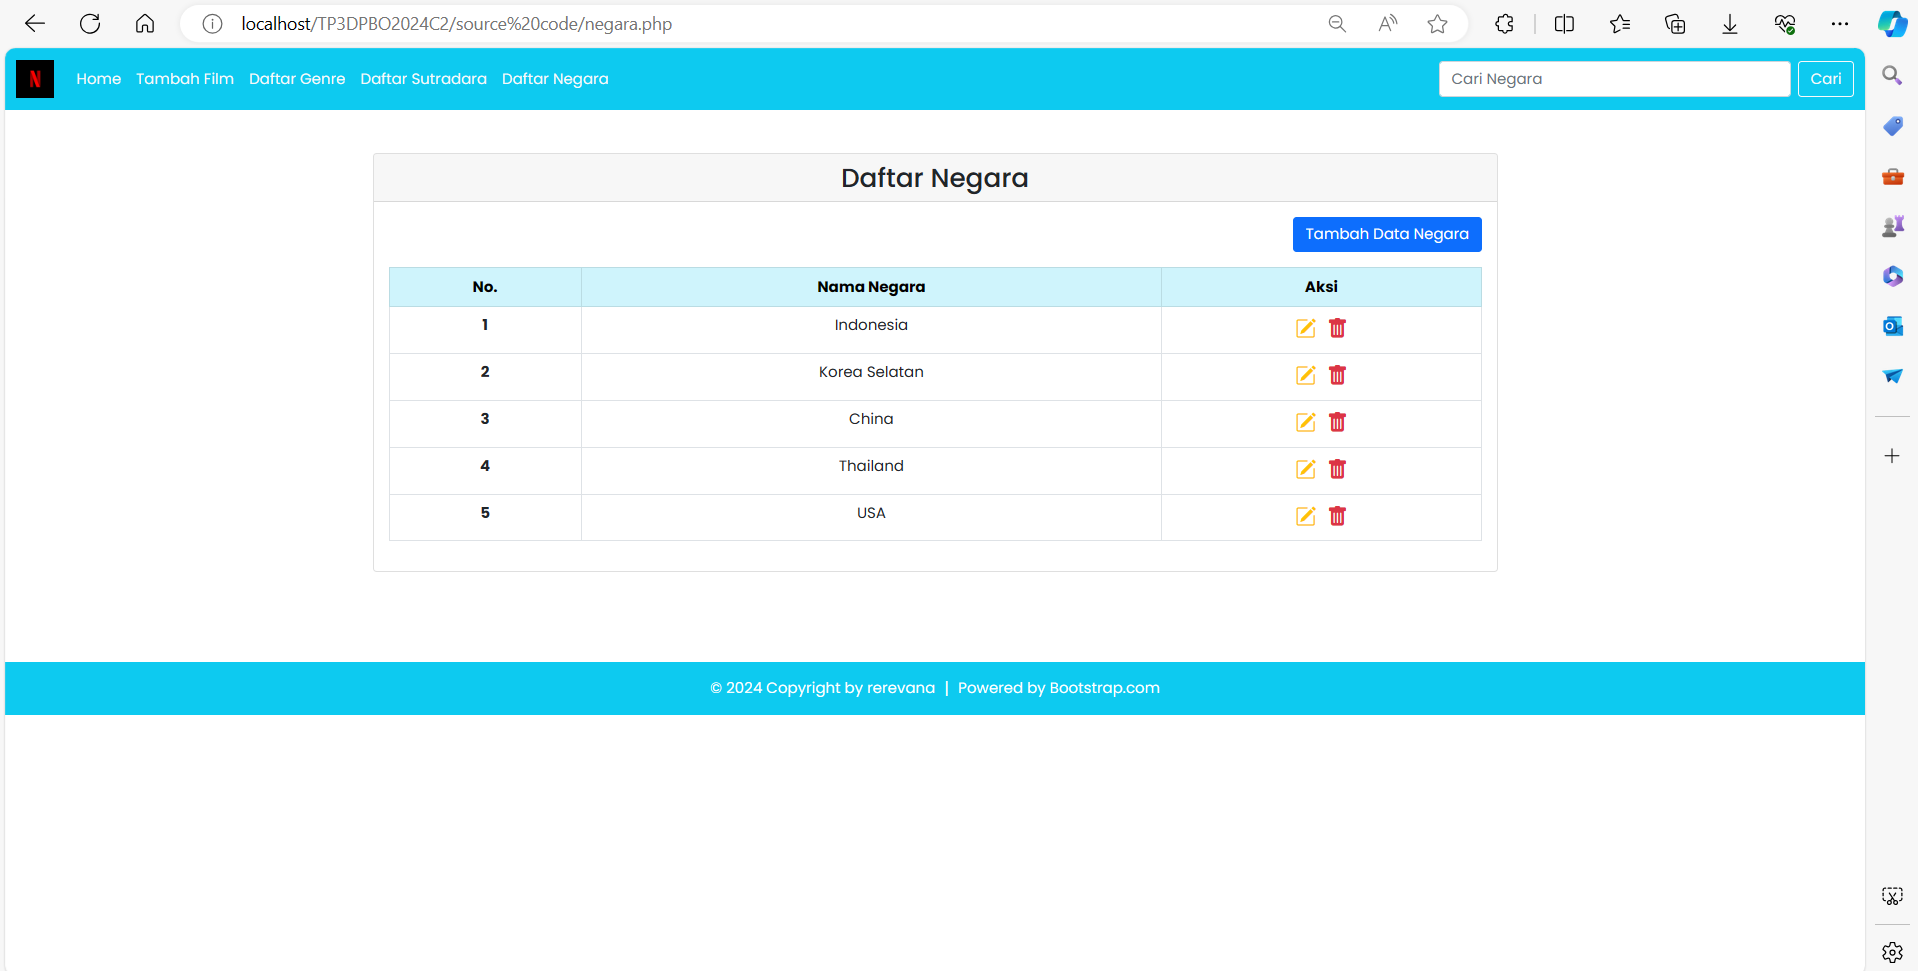 localhost/TP3DPBO2024C2/source%20code/negara.php
N Home Tambah Film Daftar Genre Daftar Sutradara Daftar Negara Cari Negara Cari
Daftar Negara
Tambah Data Negara
No. Nama Negara Aksi
1 Indonesia
2 Korea Selatan
3 China
4 Thailand
5 USA
© 2024 Copyright by rerevana | Powered by Bootstrap.com